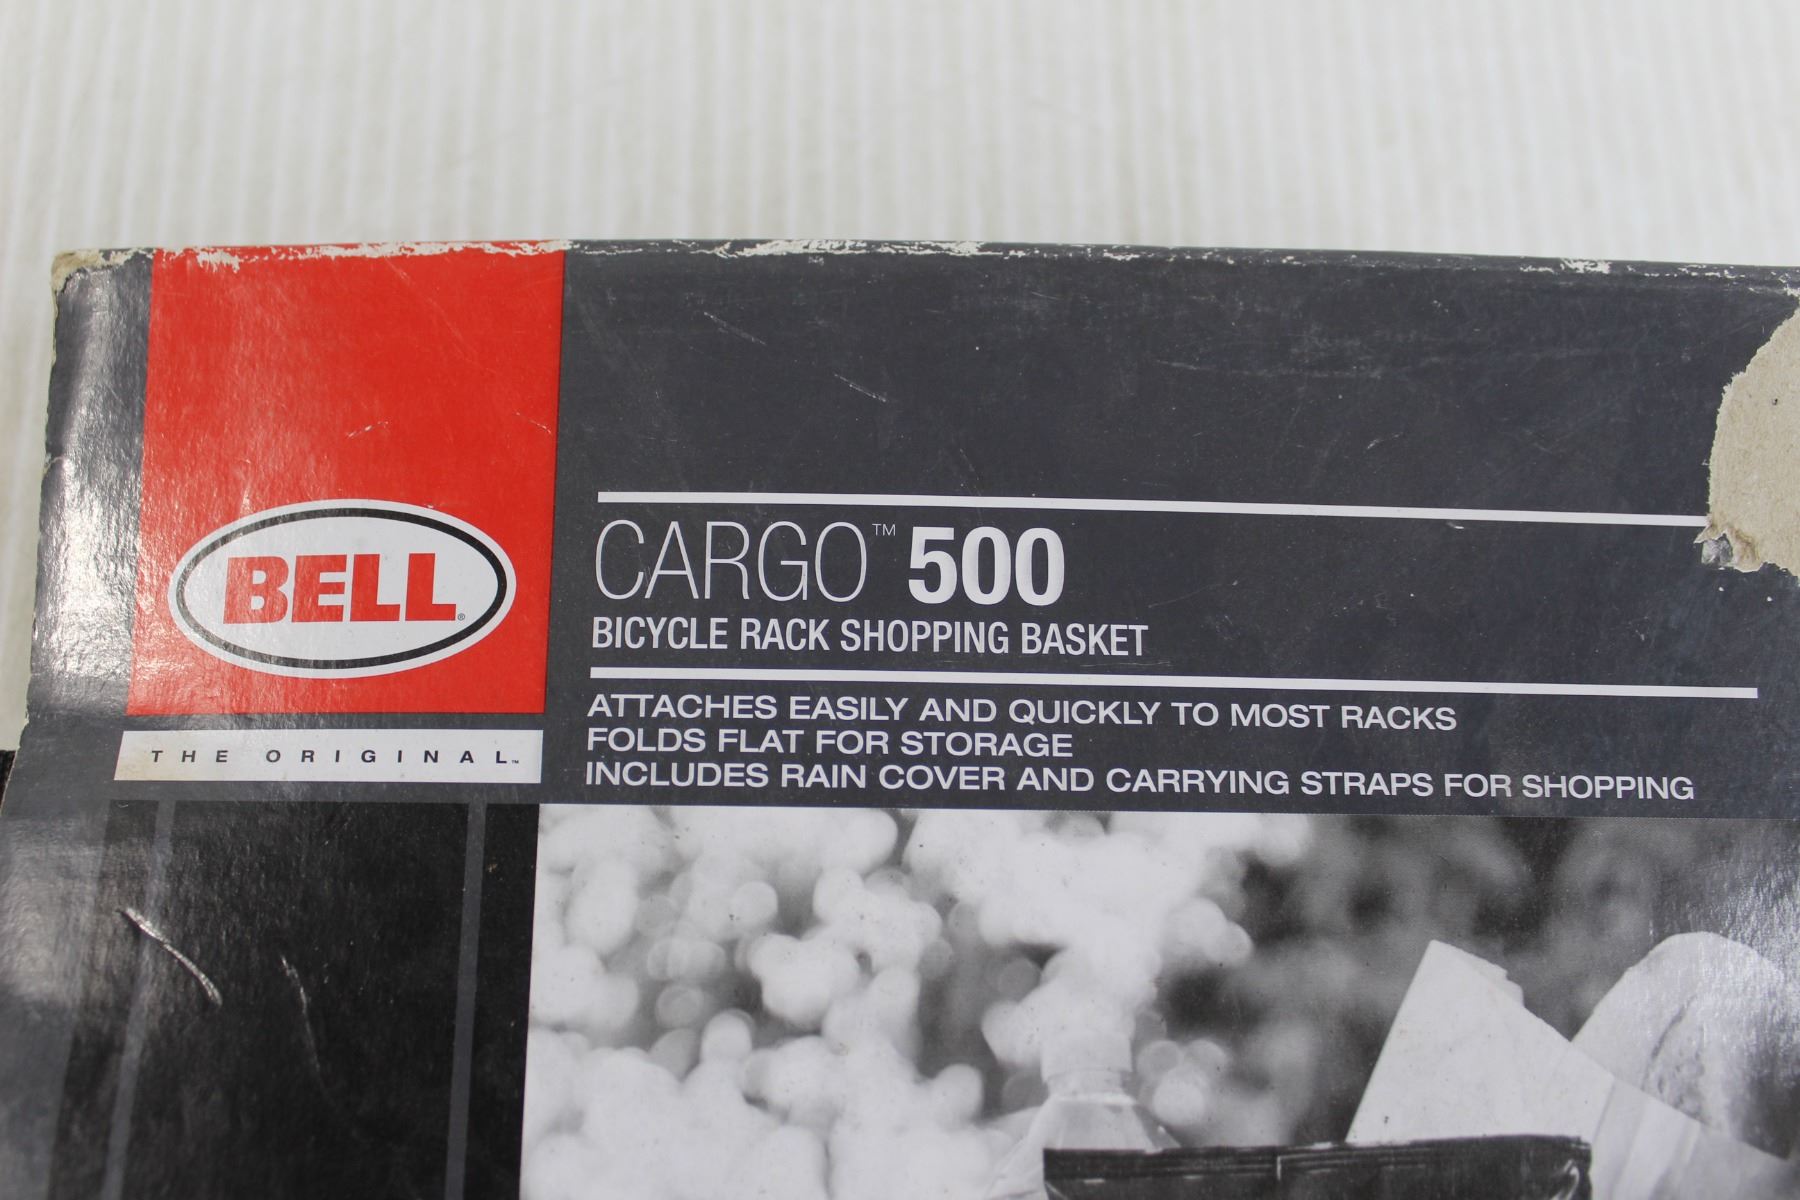 BELL®
THE ORIGINAL™
CARGO™ 500
BICYCLE RACK SHOPPING BASKET
ATTACHES EASILY AND QUICKLY TO MOST RACKS
FOLDS FLAT FOR STORAGE
INCLUDES RAIN COVER AND CARRYING STRAPS FOR SHOPPING